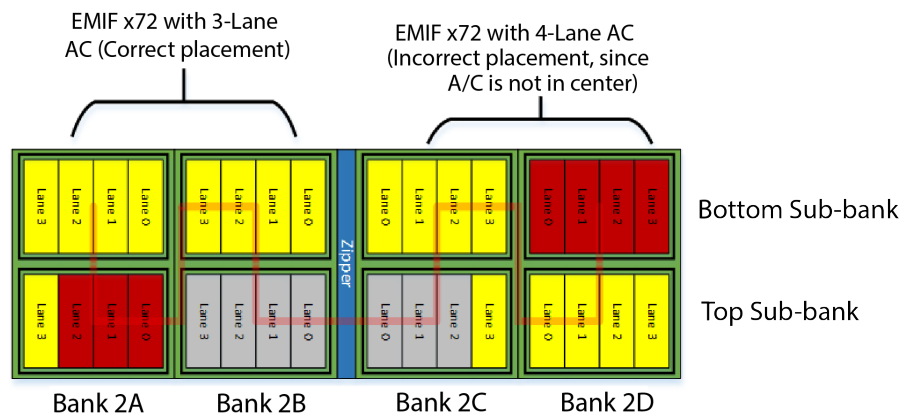 EMIF x72 with 3-Lane
AC (Correct placement)
EMIF x72 with 4-Lane AC
(Incorrect placement, since
A/C is not in center)
Lane 3
Lane 2
Lane 1
Lane 0
Lane 3
Lane 2
Lane 1
Lane 0
Zipper
Lane 0
Lane 1
Lane 2
Lane 3
Lane 0
Lane 1
Lane 2
Lane 3
Bottom Sub-bank
Lane 3
Lane 2
Lane 1
Lane 0
Lane 3
Lane 2
Lane 1
Lane 0
Lane 0
Lane 1
Lane 2
Lane 3
Lane 0
Lane 1
Lane 2
Lane 3
Top Sub-bank
Bank 2A
Bank 2B
Bank 2C
Bank 2D